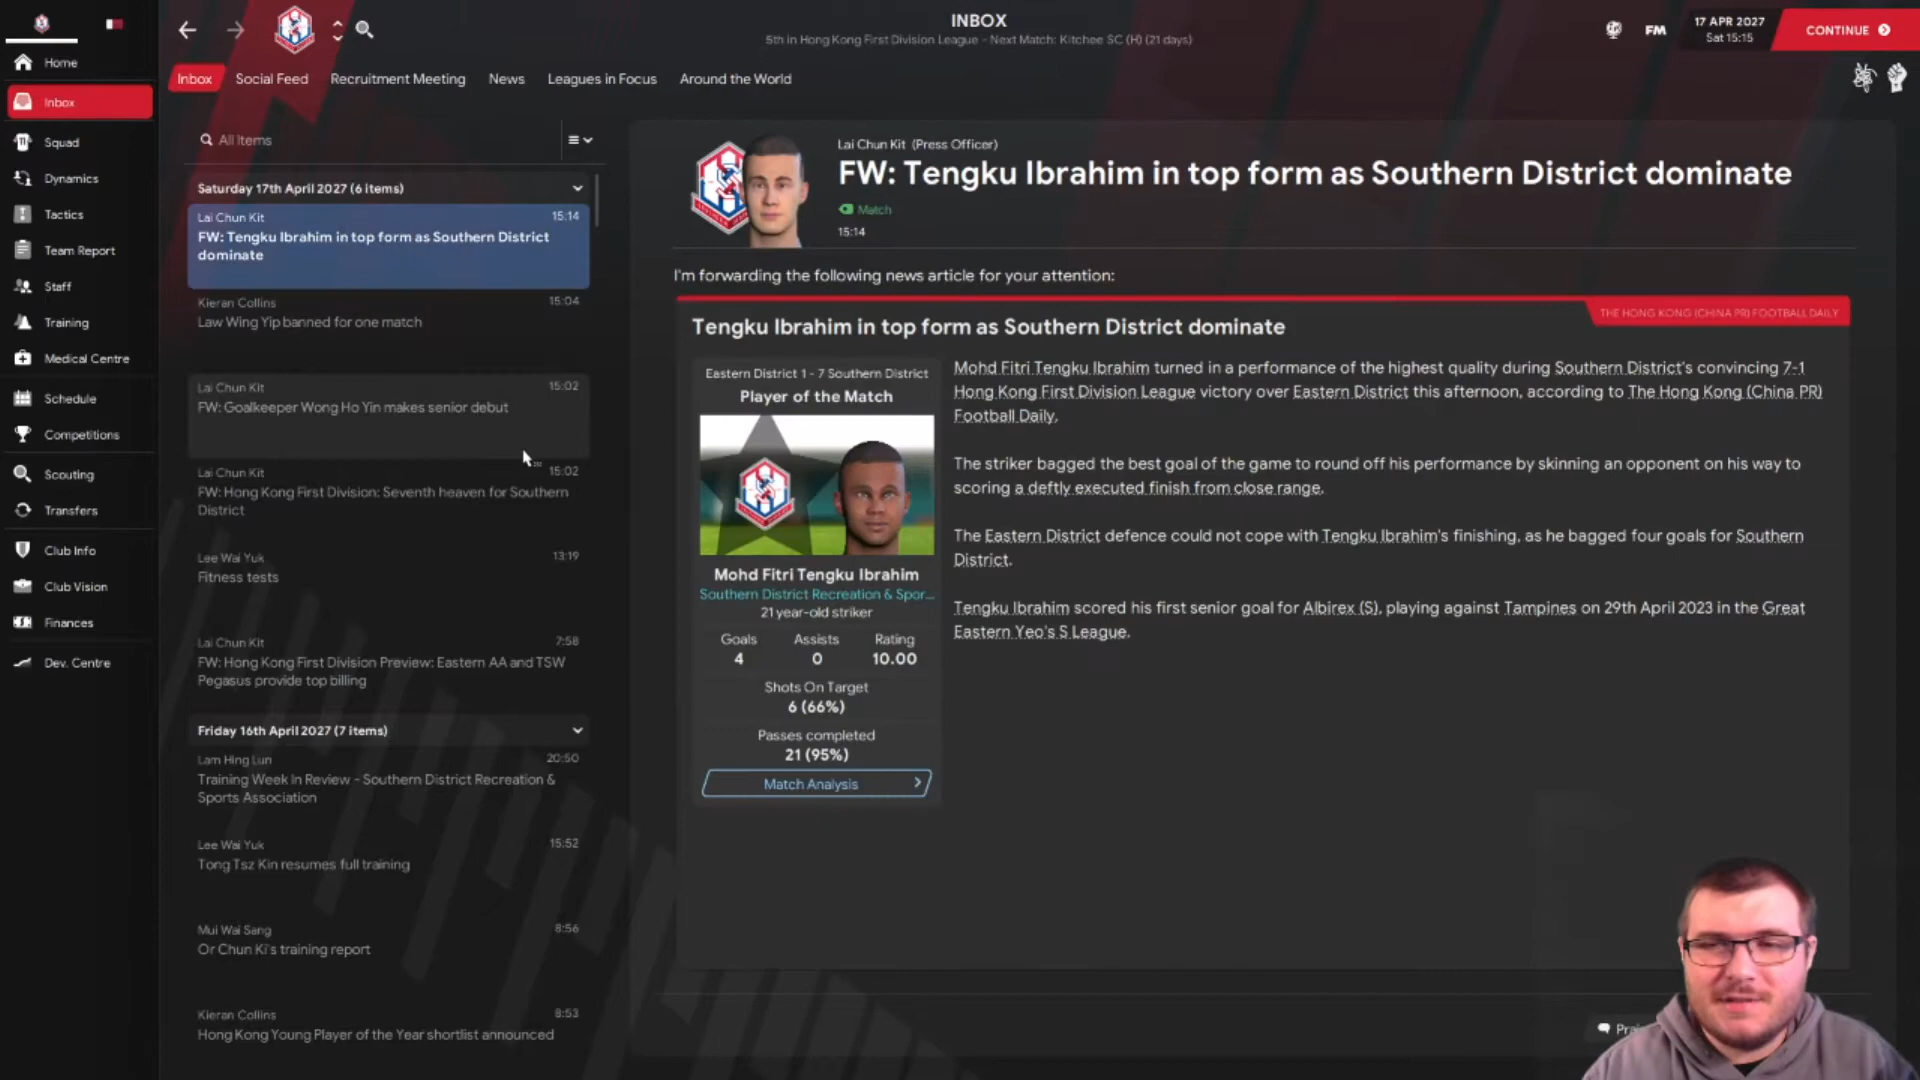 INBOX
5th in Hong Kong First Division League - Next Match: Kitchee SC (H) (21 days)
FM
17 APR 2027
Sat 15:15
CONTINUE
Home
Inbox
Squad
Dynamics
Tactics
Team Report
Staff
Training
Medical Centre
Schedule
Competitions
Scouting
Transfers
Club Info
Club Vision
Finances
Dev. Centre
Inbox
Social Feed
Recruitment Meeting
News
Leagues in Focus
Around the World
All Items
Saturday 17th April 2027 (6 items)
Lai Chun Kit 15:14
FW: Tengku Ibrahim in top form as Southern District
dominate
Kieran Collins 15:04
Law Wing Yip banned for one match
Lai Chun Kit 15:02
FW: Goalkeeper Wong Ho Yin makes senior debut
Lai Chun Kit 15:02
FW: Hong Kong First Division: Seventh heaven for Southern
District
Lee Wai Yuk 13:19
Fitness tests
Lai Chun Kit 7:58
FW: Hong Kong First Division Preview: Eastern AA and TSW
Pegasus provide top billing
Friday 16th April 2027 (7 items)
Lam Hing Lun 20:50
Training Week In Review - Southern District Recreation &
Sports Association
Lee Wai Yuk 15:52
Tong Tsz Kin resumes full training
Mui Wai Sang 8:56
Or Chun Ki's training report
Kieran Collins 8:53
Hong Kong Young Player of the Year shortlist announced
Lai Chun Kit (Press Officer)
FW: Tengku Ibrahim in top form as Southern District dominate
Match
15:14
I'm forwarding the following news article for your attention:
THE HONG KONG (CHINA PR) FOOTBALL DAILY
Tengku Ibrahim in top form as Southern District dominate
Eastern District 1 - 7 Southern District
Player of the Match
Mohd Fitri Tengku Ibrahim
Southern District Recreation & Spor...
21 year-old striker
Goals Assists Rating
4 0 10.00
Shots On Target
6 (66%)
Passes completed
21 (95%)
Match Analysis
Mohd Fitri Tengku Ibrahim turned in a performance of the highest quality during Southern District's convincing 7-1
Hong Kong First Division League victory over Eastern District this afternoon, according to The Hong Kong (China PR)
Football Daily.
The striker bagged the best goal of the game to round off his performance by skinning an opponent on his way to
scoring a deftly executed finish from close range.
The Eastern District defence could not cope with Tengku Ibrahim's finishing, as he bagged four goals for Southern
District.
Tengku Ibrahim scored his first senior goal for Albirex (S), playing against Tampines on 29th April 2023 in the Great
Eastern Yeo's S League.